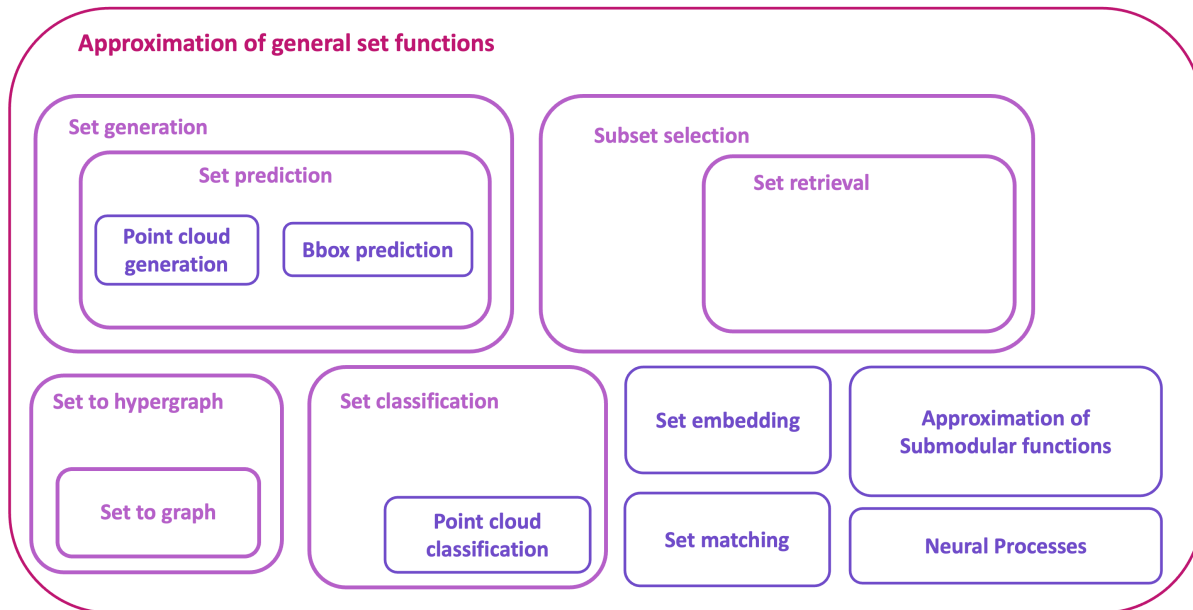 Approximation of general set functions
Set generation
Set prediction
Point cloud
generation
Bbox prediction
Subset selection
Set retrieval
Set to hypergraph
Set to graph
Set classification
Point cloud
classification
Set embedding
Set matching
Approximation of
Submodular functions
Neural Processes